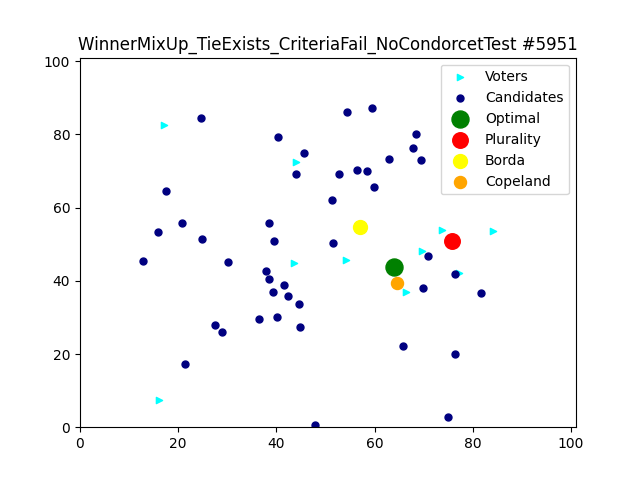 WinnerMixUp_TieExists_CriteriaFail_NoCondorcetTest #5951
100
80
60
40
20
0
0
20
40
60
80
100
Voters
Candidates
Optimal
Plurality
Borda
Copeland